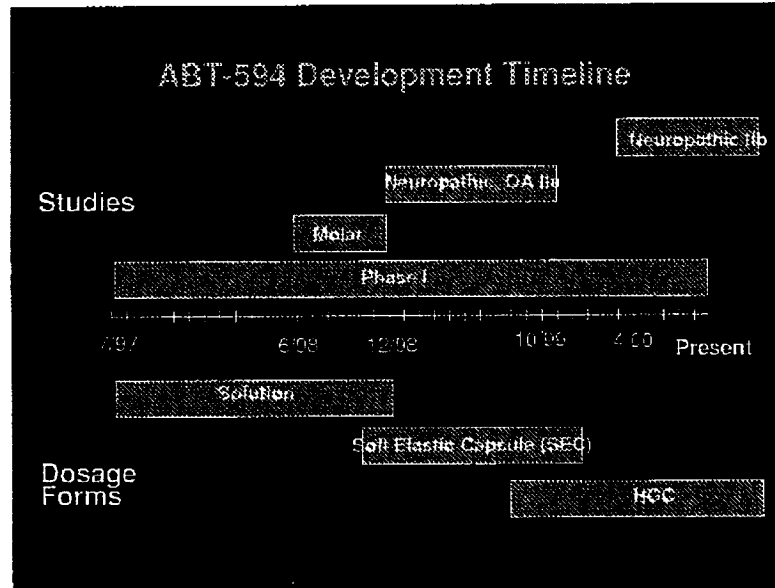 ABT-594 Development Timeline
Neuropathic IIb
Neuropathic, OA IIa
Studies
Molar
Phase I
7/97 6/98 12/98 10/99 4/00 Present
Solution
Soft Elastic Capsule (SEC)
Dosage
Forms
HGC